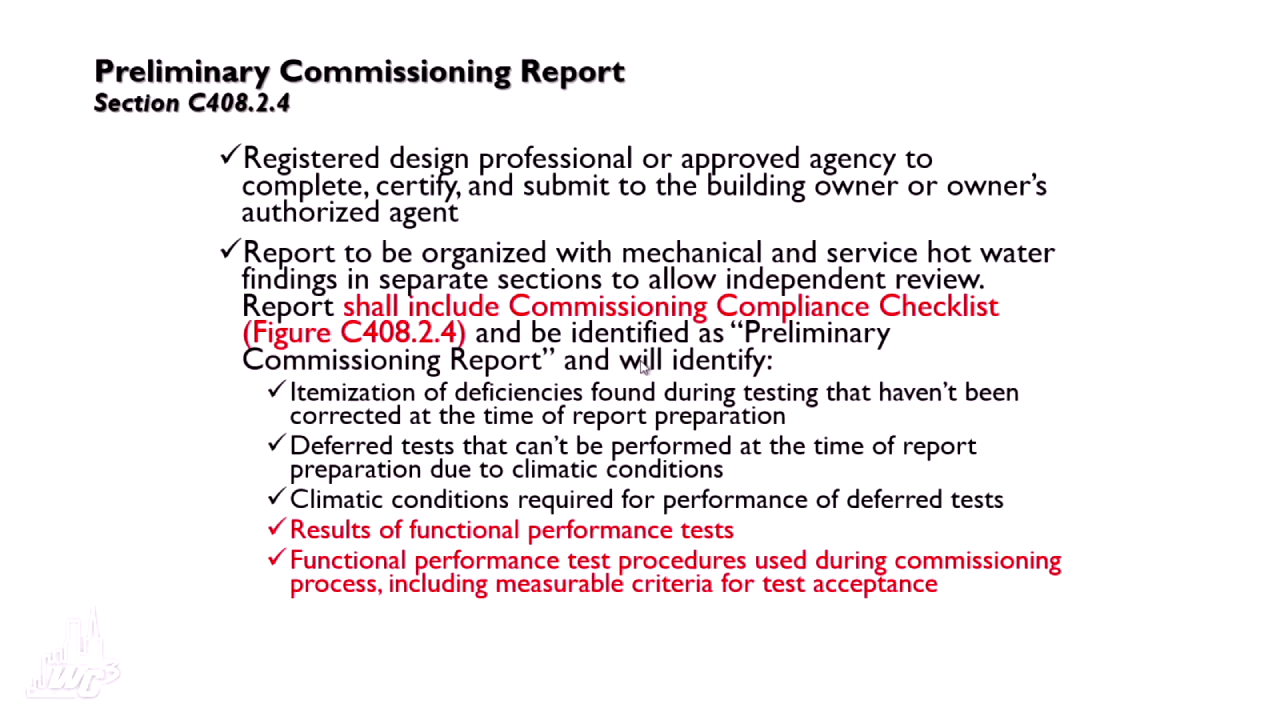 Preliminary Commissioning Report
Section C408.2.4
✓Registered design professional or approved agency to
complete, certify, and submit to the building owner or owner’s
authorized agent
✓Report to be organized with mechanical and service hot water
findings in separate sections to allow independent review.
Report shall include Commissioning Compliance Checklist
(Figure C408.2.4) and be identified as “Preliminary
Commissioning Report” and will identify:
✓Itemization of deficiencies found during testing that haven’t been
corrected at the time of report preparation
✓Deferred tests that can’t be performed at the time of report
preparation due to climatic conditions
✓Climatic conditions required for performance of deferred tests
✓Results of functional performance tests
✓Functional performance test procedures used during commissioning
process, including measurable criteria for test acceptance
WC3